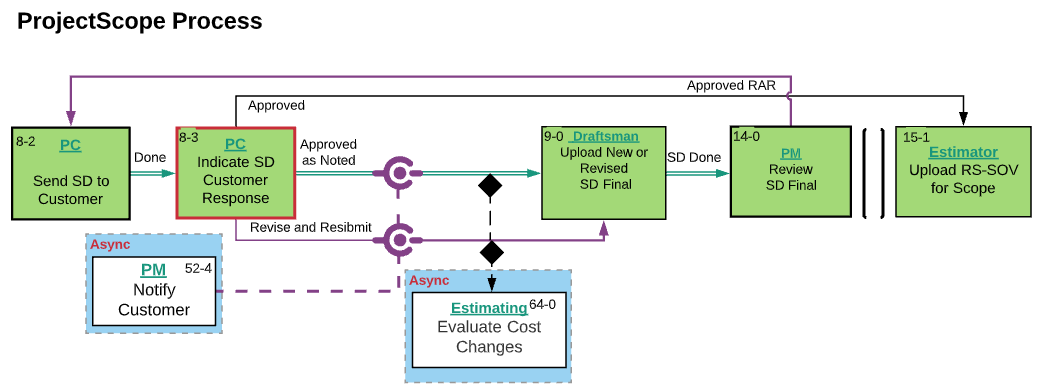 ProjectScope Process
Approved RAR
Approved
8-2
PC
Send SD to
Customer
Done
8-3
PC
Indicate SD
Customer
Response
Approved
as Noted
Revise and Resibmit
9-0 Draftsman
Upload New or
Revised
SD Final
SD Done
14-0
PM
Review
SD Final
15-1
Estimator
Upload RS-SOV
for Scope
Async
PM 52-4
Notify
Customer
Async
Estimating 64-0
Evaluate Cost
Changes